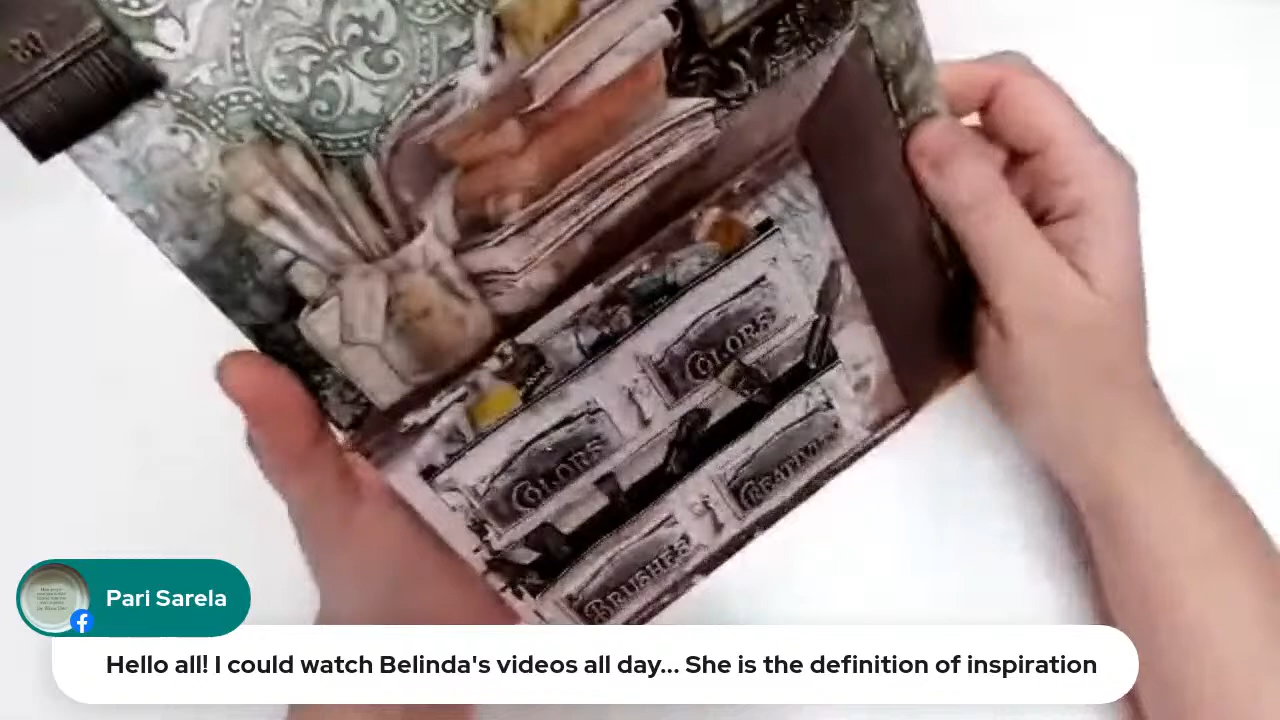 COLORS
COLORS
CREATIVE
BRUSHES
Pari Sarela
Hello all! I could watch Belinda's videos all day... She is the definition of inspiration